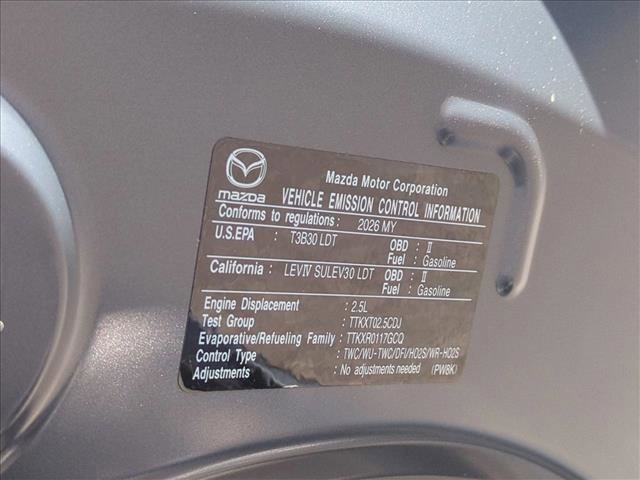 mazda
Mazda Motor Corporation
VEHICLE EMISSION CONTROL INFORMATION
Conforms to regulations: 2026 MY
U.S.EPA : T3B30 LDT OBD : II
Fuel : Gasoline
California : LEVIV SULEV30 LDT OBD : II
Fuel : Gasoline
Engine Displacement : 2.5L
Test Group : TTKXT02.5CDJ
Evaporative/Refueling Family : TTKXR0117GCQ
Control Type : TWC/WU-TWC/DFI/HO2S/WR-HO2S
Adjustments : No adjustments needed (PW8K)